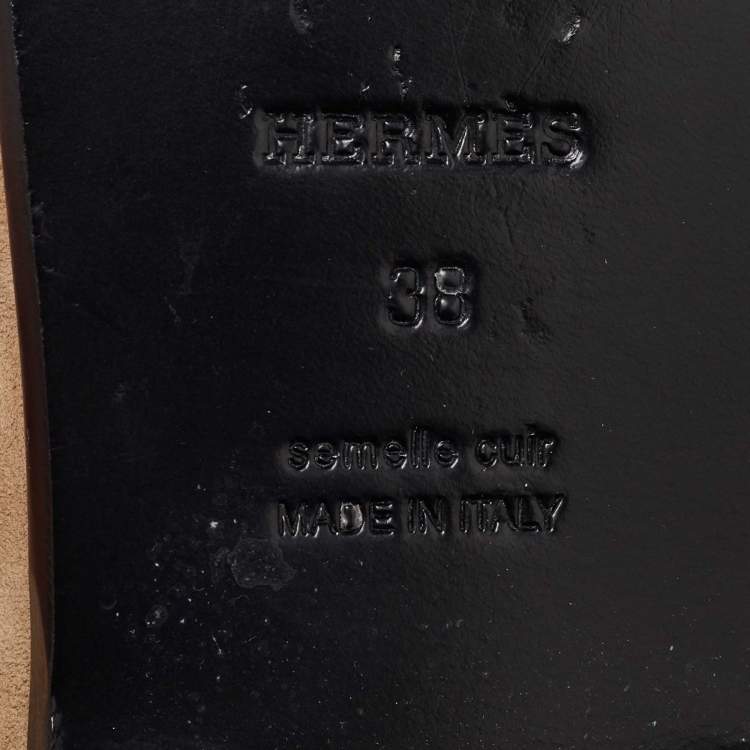 HERMÈS
38
semelle cuir
MADE IN ITALY